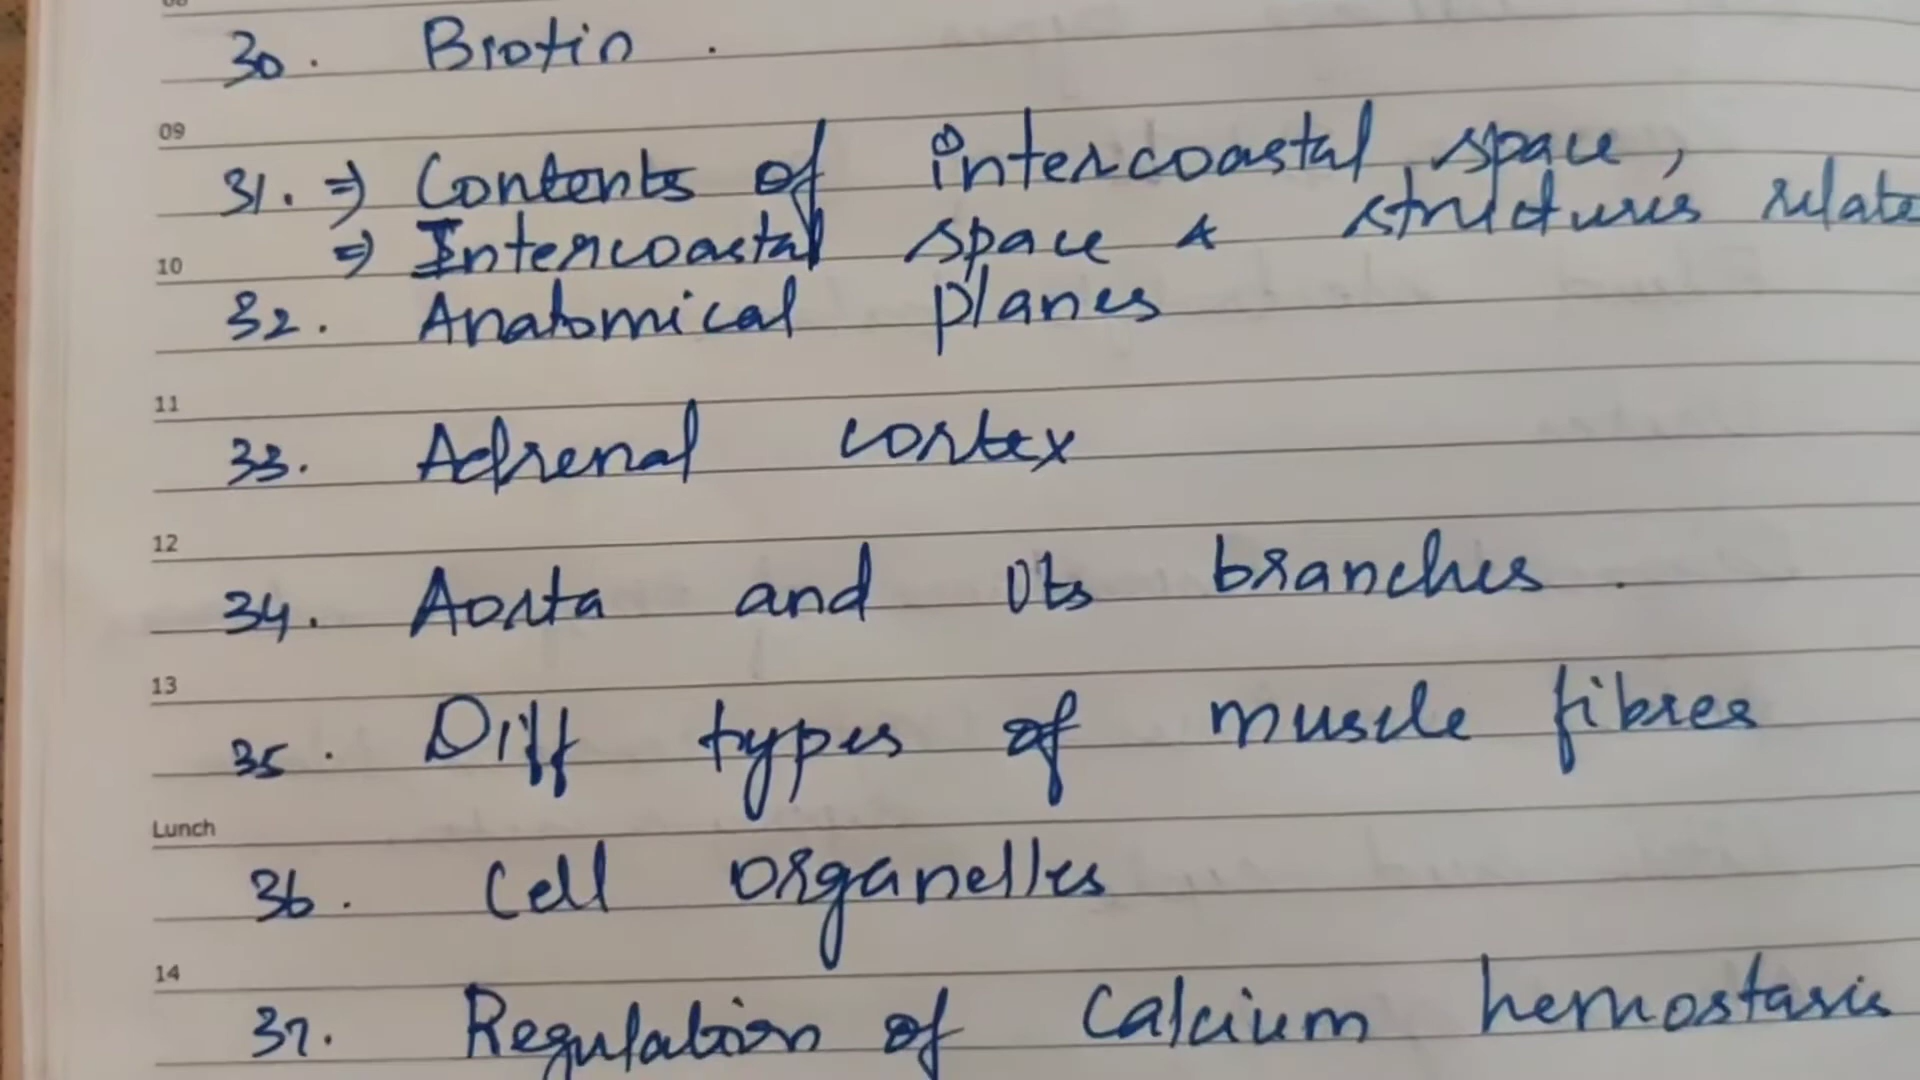 30. Biotin.
09
31. ⇒ Contents of intercoastal space,
⇒ Intercoastal space & structures relate
10
32. Anatomical planes
11
33. Adrenal cortex
12
34. Aorta and its branches.
13
35. Diff types of muscle fibres
Lunch
36. Cell organelles
14
37. Regulation of Calcium hemostasis